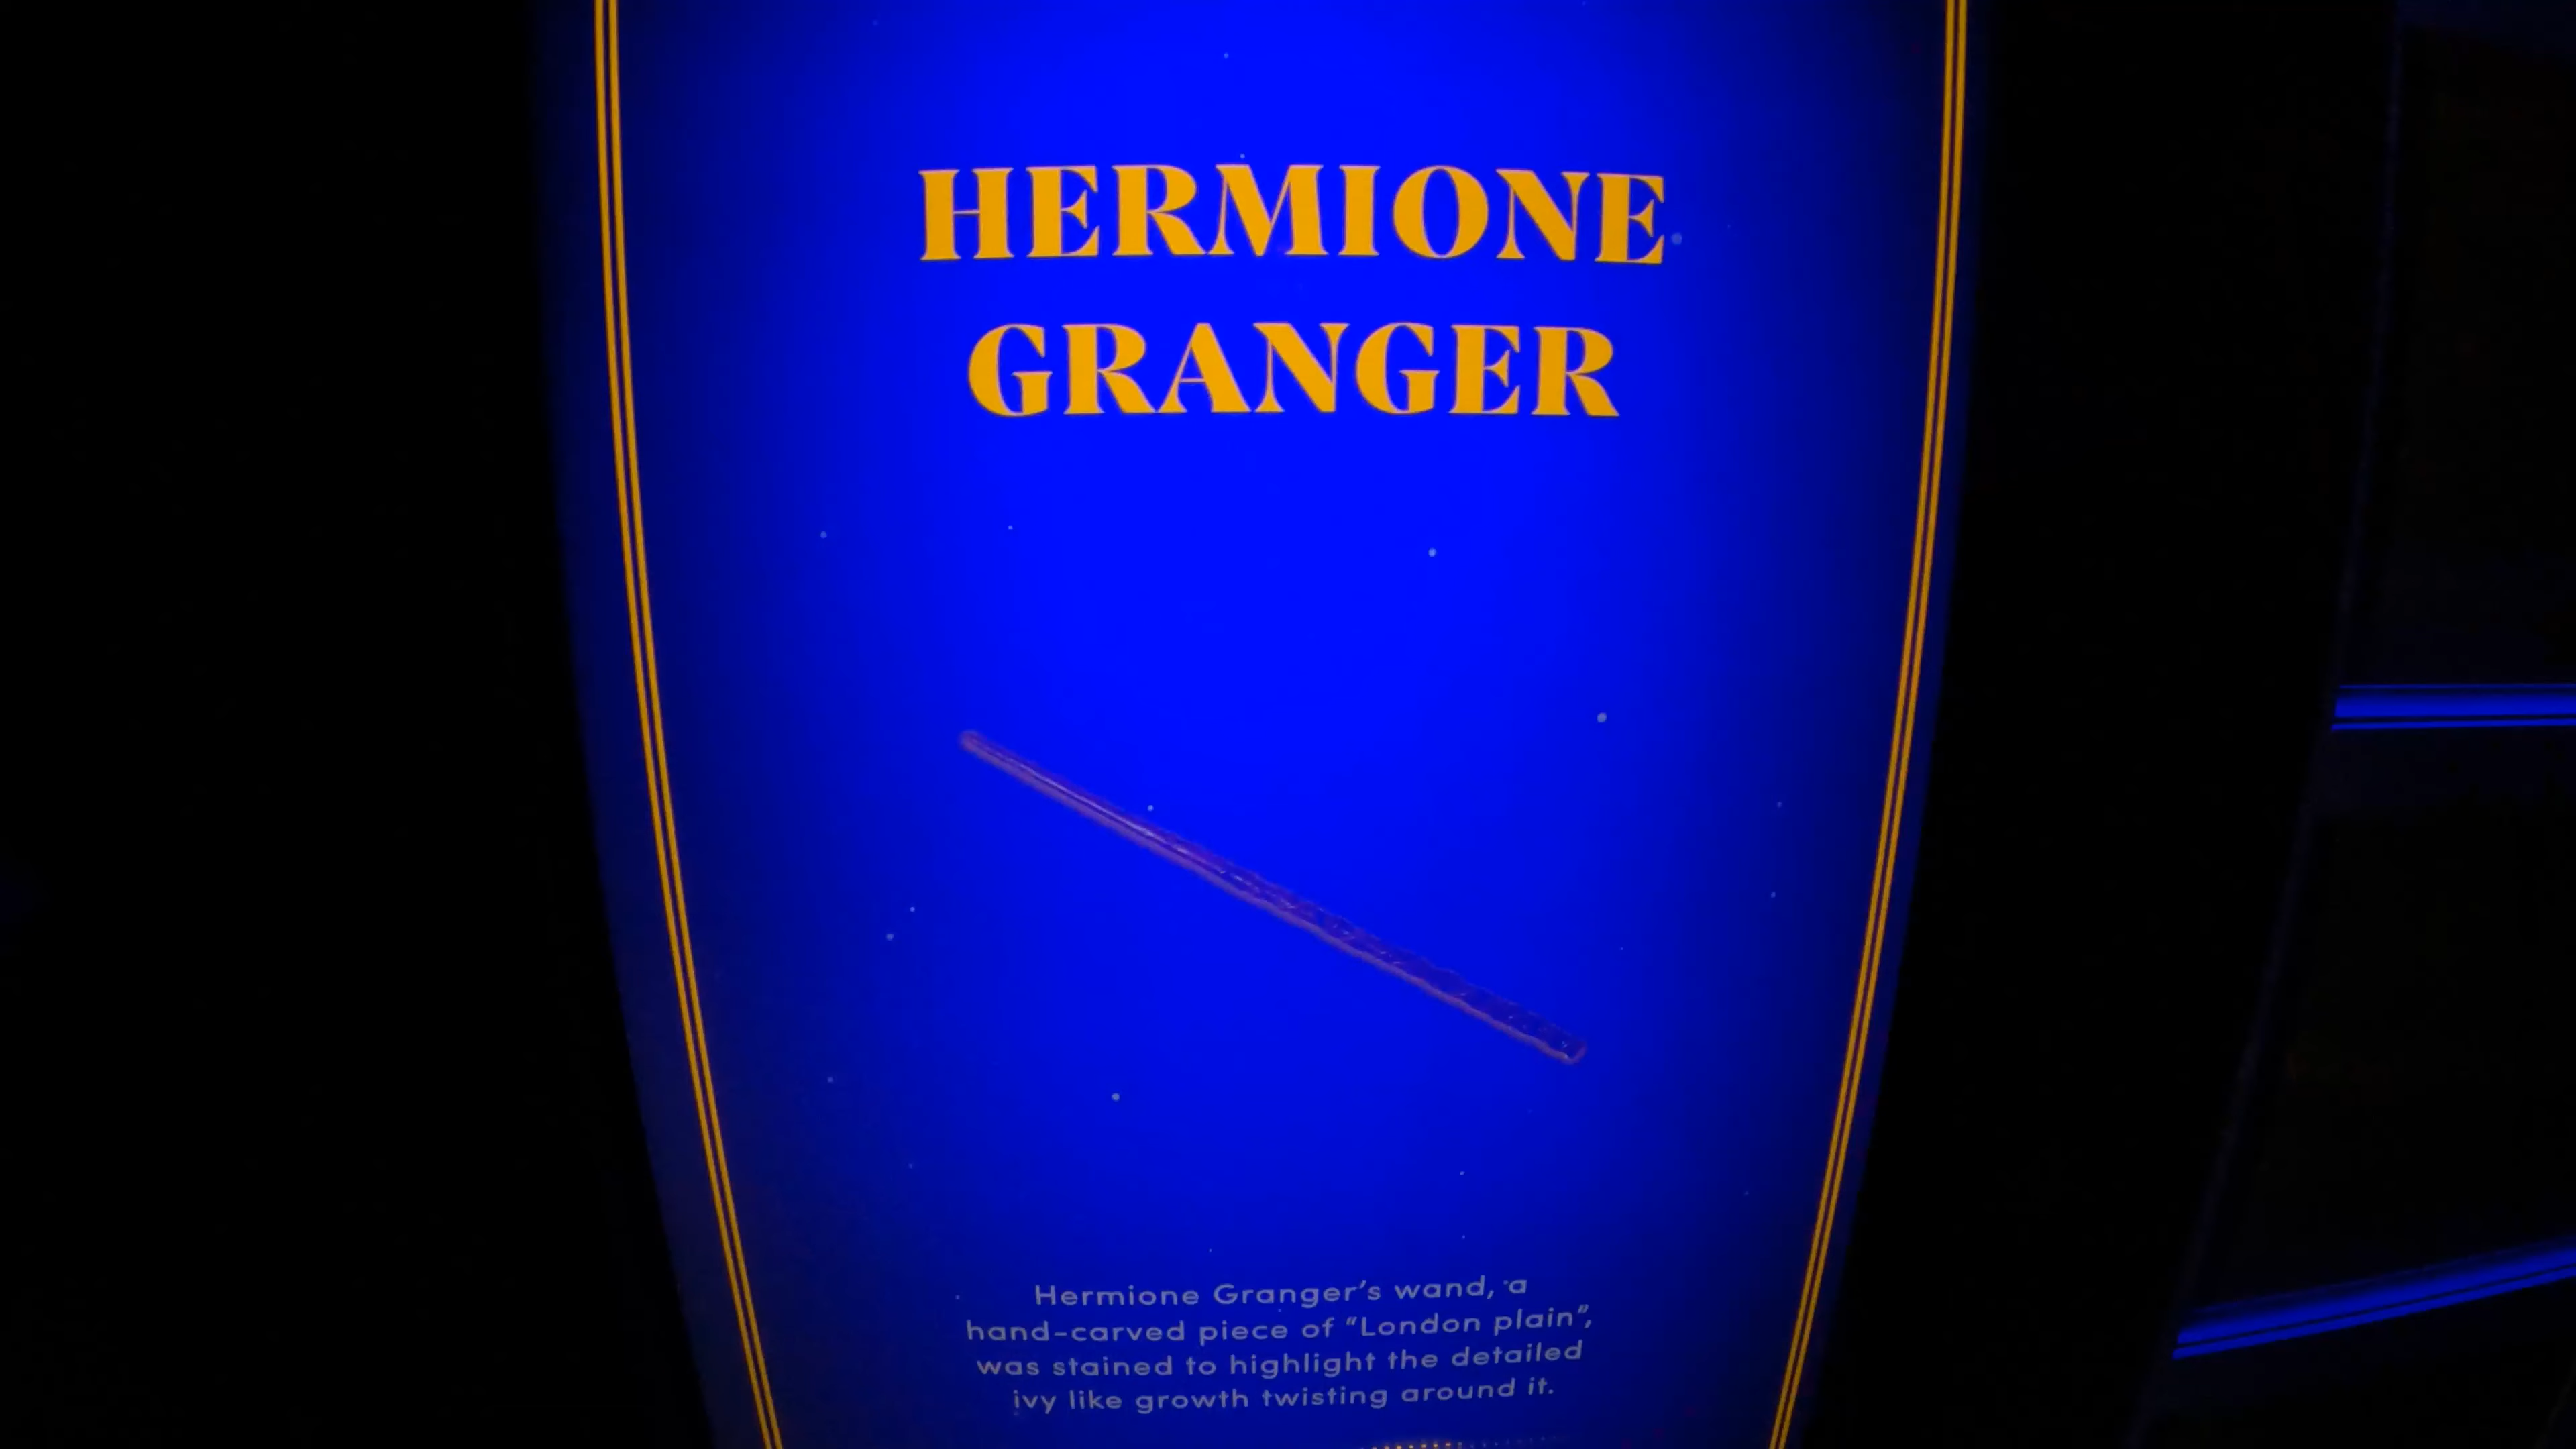 HERMIONE
GRANGER
Hermione Granger’s wand, a
hand-carved piece of “London plain”,
was stained to highlight the detailed
ivy like growth twisting around it.